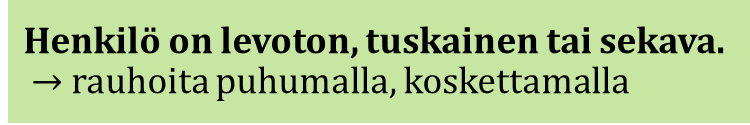 Henkilö on levoton, tuskainen tai sekava.
→ rauhoita puhumalla, koskettamalla